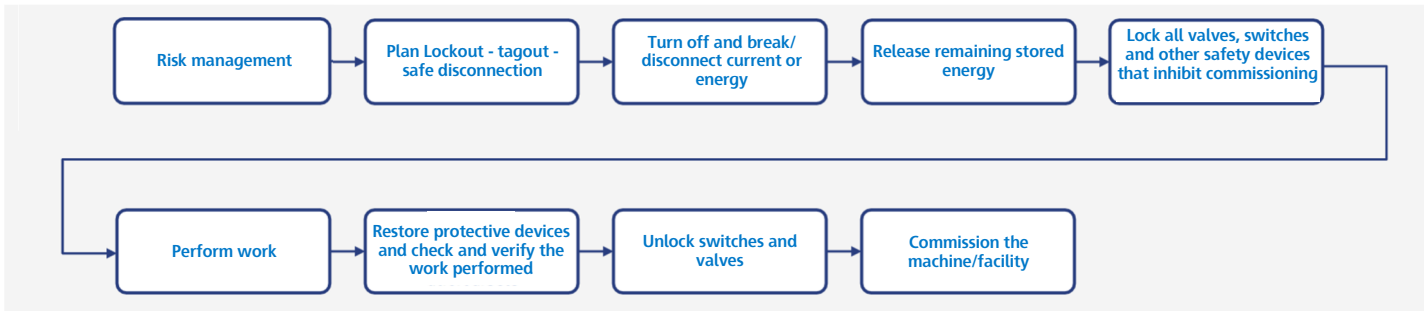 Risk management
Plan Lockout - tagout -
safe disconnection
Turn off and break/
disconnect current or
energy
Release remaining stored
energy
Lock all valves, switches
and other safety devices
that inhibit commissioning
Perform work
Restore protective devices
and check and verify the
work performed
Unlock switches and
valves
Commission the
machine/facility